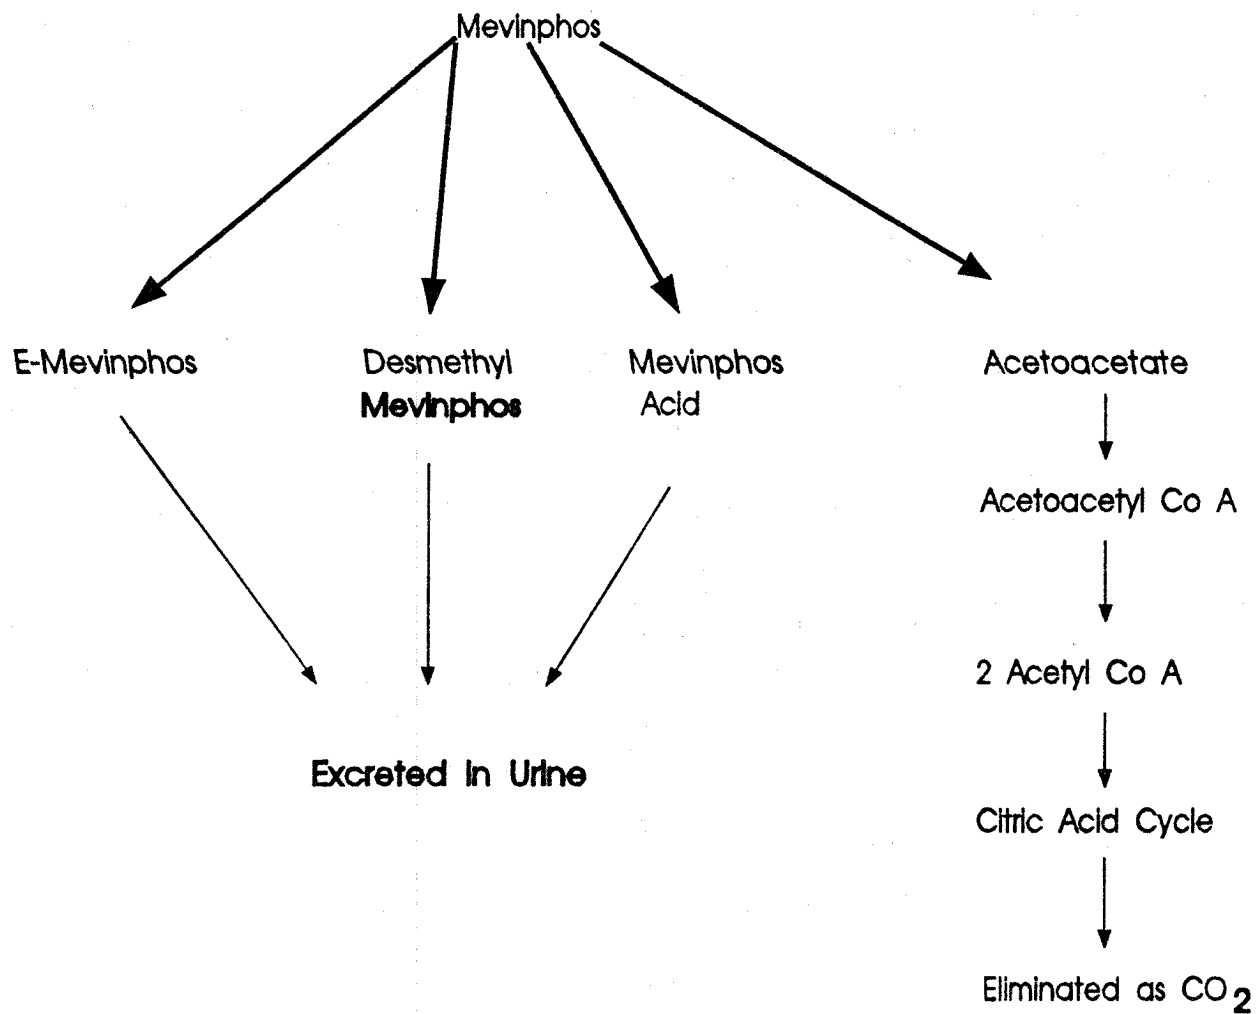 Mevinphos
E-Mevinphos
Desmethyl
Mevinphos
Mevinphos
Acid
Acetoacetate
Acetoacetyl Co A
2 Acetyl Co A
Excreted in Urine
Citric Acid Cycle
Eliminated as CO2